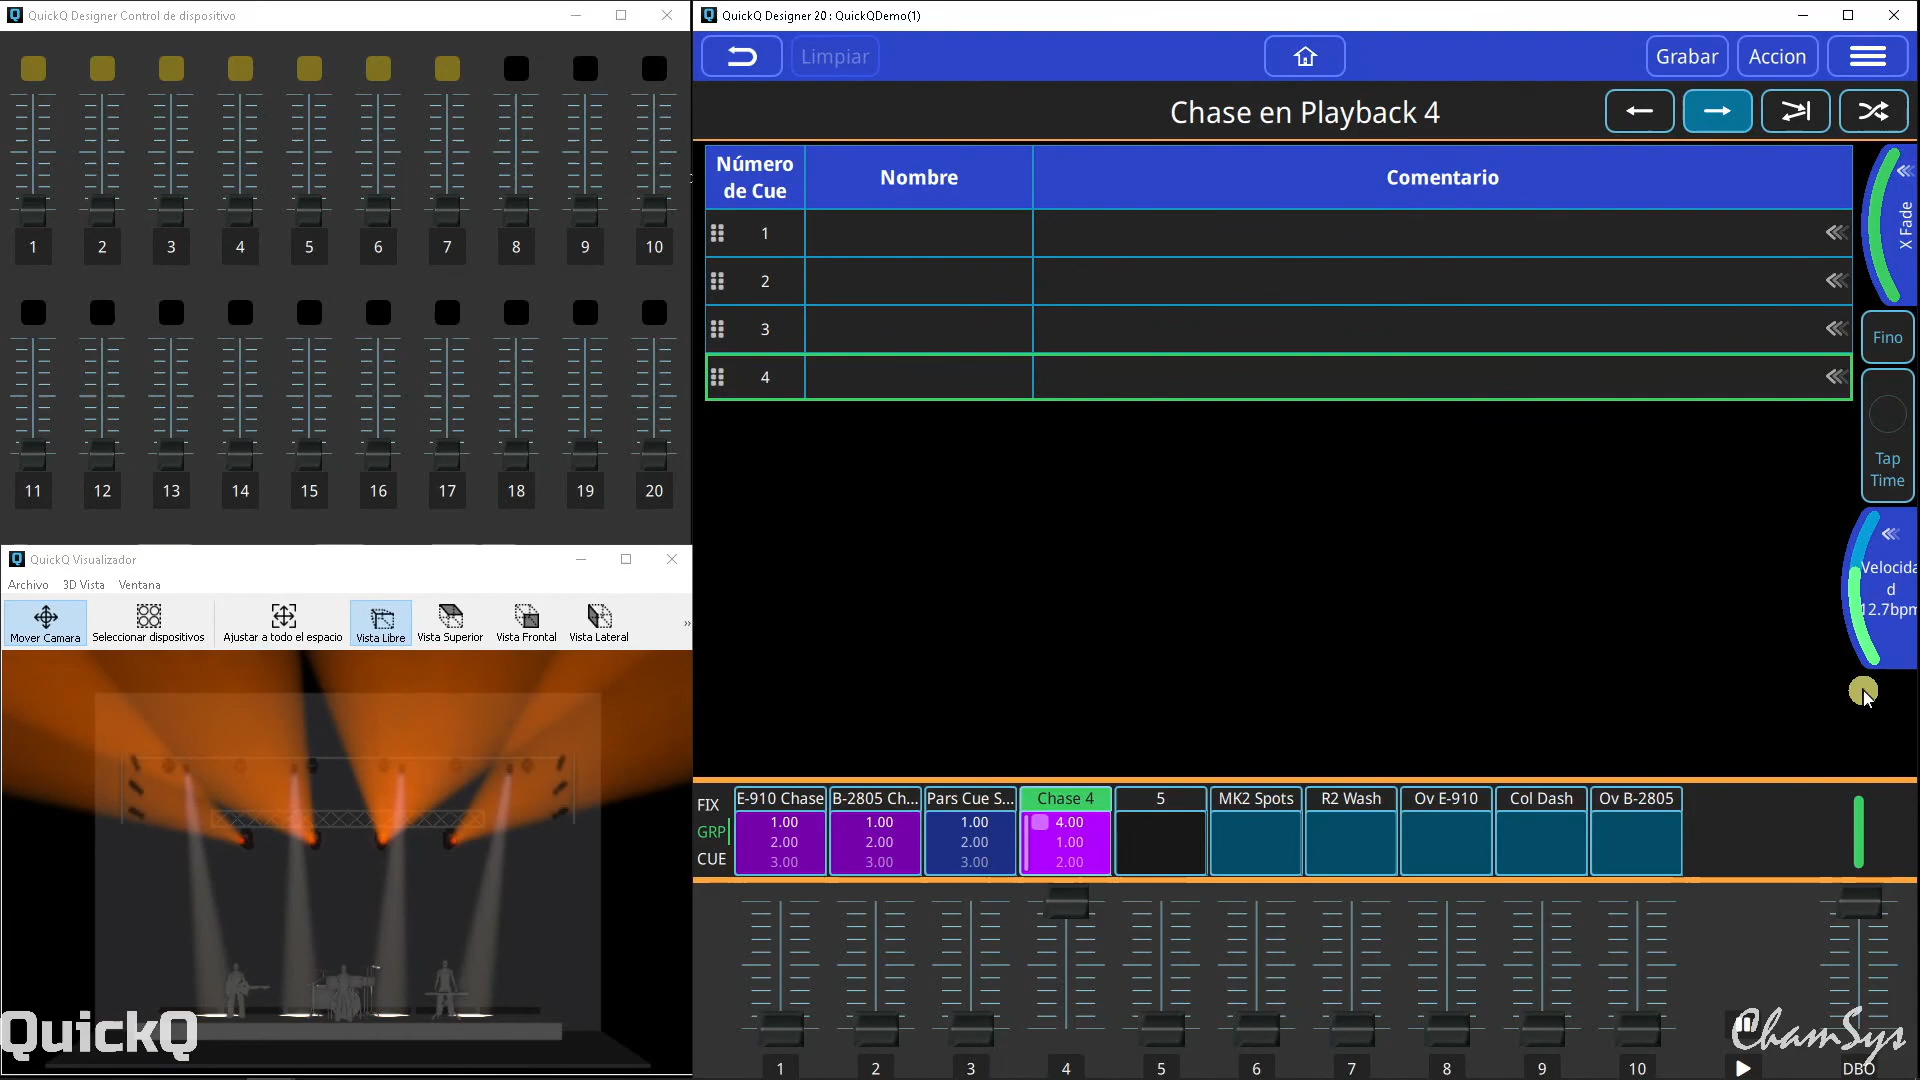 QuickQ Designer Control de dispositivo
1 2 3 4 5 6 7 8 9 10
11 12 13 14 15 16 17 18 19 20
QuickQ Visualizador
Archivo 3D Vista Ventana
Mover Camara Seleccionar dispositivos Ajustar a todo el espacio Vista Libre Vista Superior Vista Frontal Vista Lateral »
QuickQ
QuickQ Designer 20 : QuickQDemo(1)
Limpiar Grabar Accion
Chase en Playback 4
Número
de Cue
Nombre
Comentario
1
2
3
4
X Fade
Fino
Tap
Time
Velocida
d
12.7bpm
FIX
GRP
CUE
E-910 Chase
1.00
2.00
3.00
B-2805 Ch...
1.00
2.00
3.00
Pars Cue S...
1.00
2.00
3.00
Chase 4
4.00
1.00
2.00
5
MK2 Spots
R2 Wash
Ov E-910
Col Dash
Ov B-2805
ChamSys
1 2 3 4 5 6 7 8 9 10 DBO